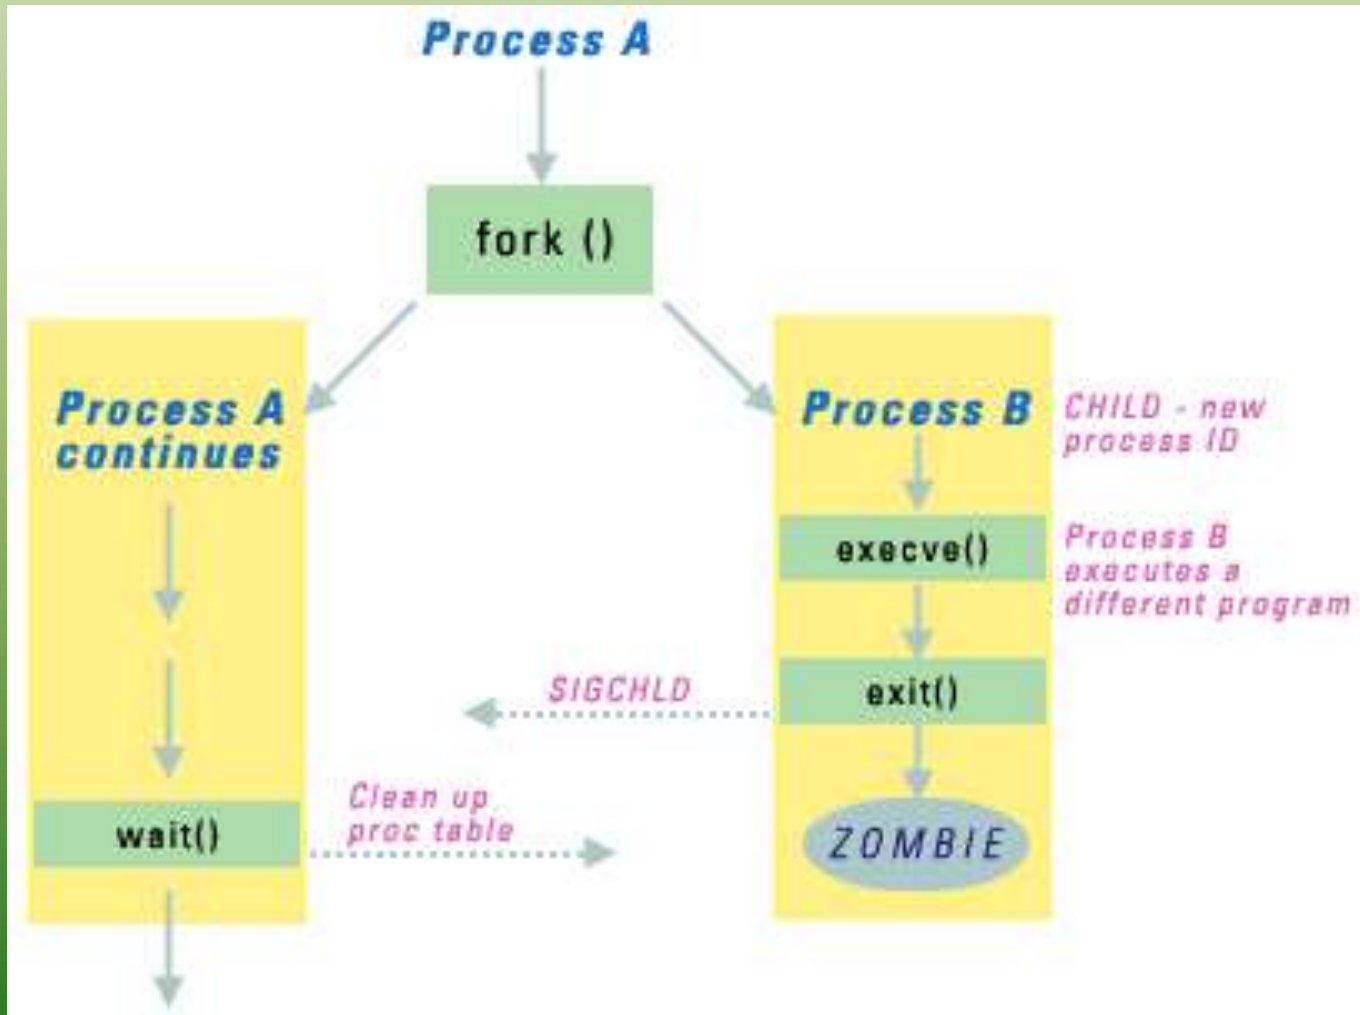 Process A
fork ()
Process A
continues
Process B
CHILD - new
process ID
execve()
Process B
executes a
different program
SIGCHLD
exit()
Clean up
proc table
wait()
ZOMBIE